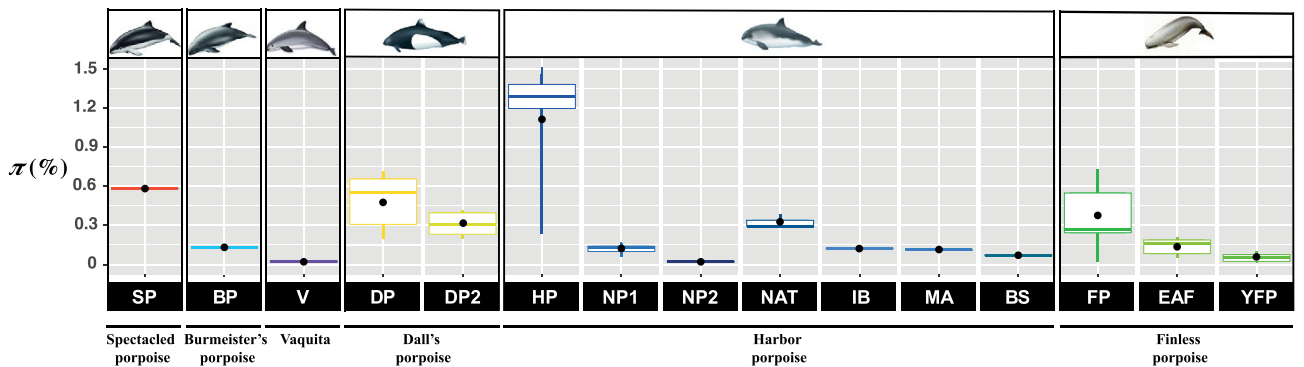 1.5
1.2
0.9
π(%)
0.6
0.3
0
SP BP V DP DP2 HP NP1 NP2 NAT IB MA BS FP EAF YFP
Spectacled Burmeister's Vaquita Dall's Harbor Finless
porpoise porpoise porpoise porpoise porpoise